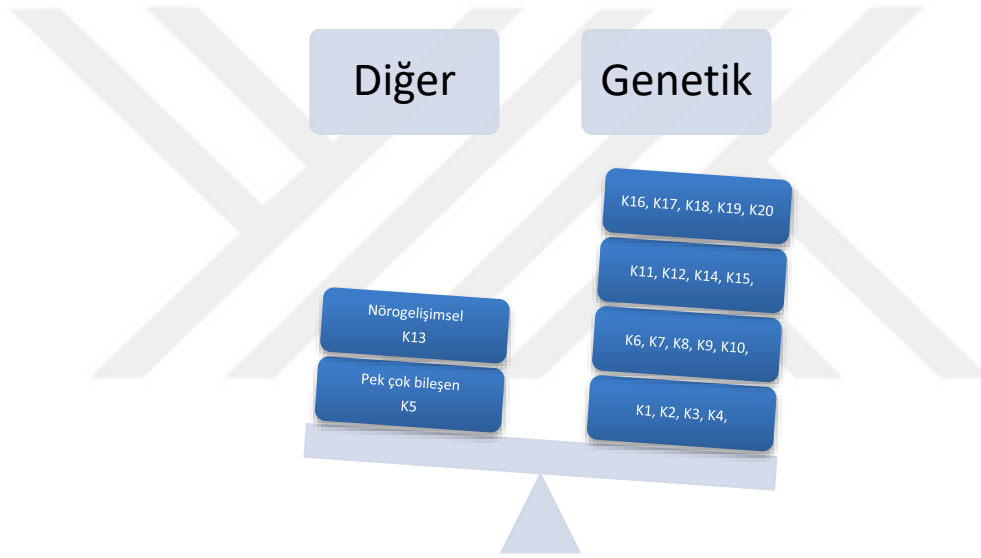 Diğer
Genetik
K16, K17, K18, K19, K20
K11, K12, K14, K15,
K6, K7, K8, K9, K10,
K1, K2, K3, K4,
Nörogelişimsel
K13
Pek çok bileşen
K5